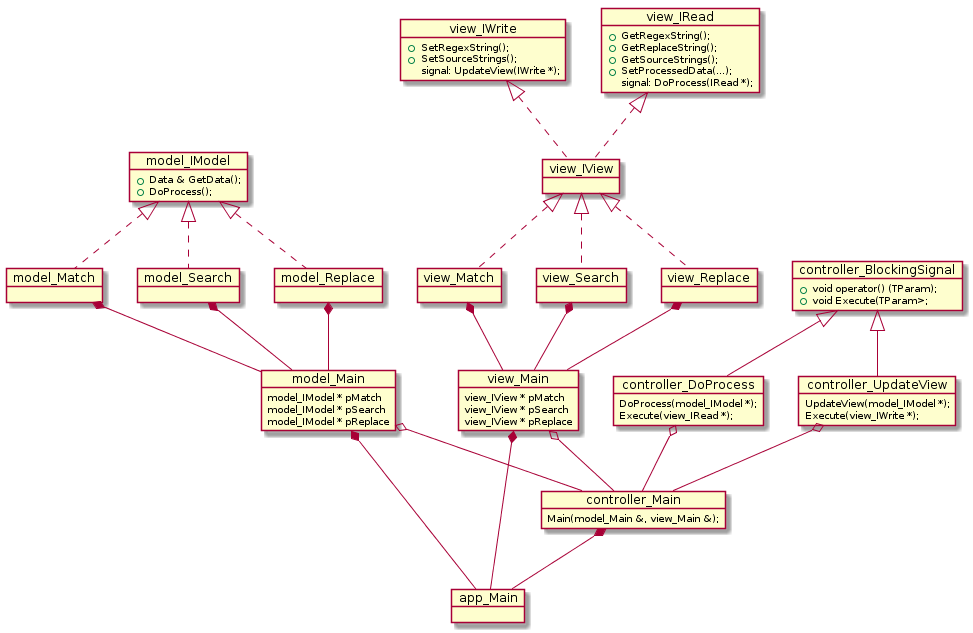 view_IWrite
SetRegexString();
SetSourceStrings();
signal: UpdateView(IWrite *);
view_IRead
GetRegexString();
GetReplaceString();
GetSourceStrings();
SetProcessedData(...);
signal: DoProcess(IRead *);
model_IModel
Data & GetData();
DoProcess();
view_IView
model_Match
model_Search
model_Replace
view_Match
view_Search
view_Replace
controller_BlockingSignal
void operator() (TParam);
void Execute(TParam>;
model_Main
model_IModel * pMatch
model_IModel * pSearch
model_IModel * pReplace
view_Main
view_IView * pMatch
view_IView * pSearch
view_IView * pReplace
controller_DoProcess
DoProcess(model_IModel *);
Execute(view_IRead *);
controller_UpdateView
UpdateView(model_IModel *);
Execute(view_IWrite *);
controller_Main
Main(model_Main &, view_Main &);
app_Main